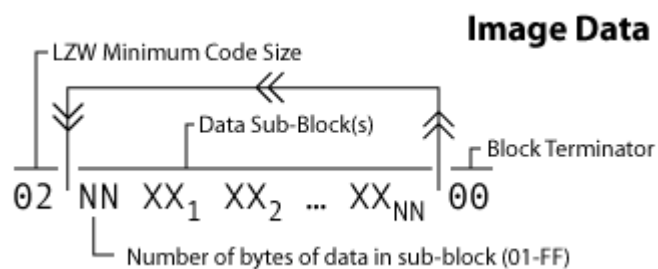 Image Data
LZW Minimum Code Size
Data Sub-Block(s)
Block Terminator
02 NN XX₁ XX₂ … XX_NN 00
Number of bytes of data in sub-block (01-FF)